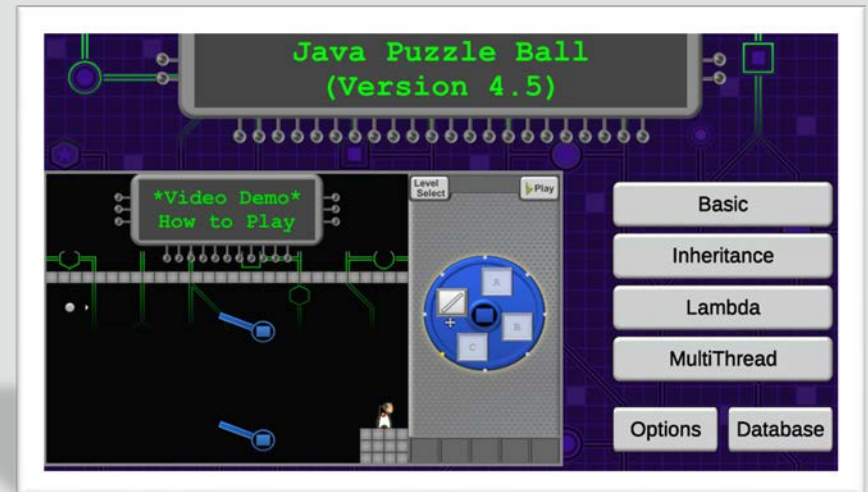 Java Puzzle Ball
(Version 4.5)
*Video Demo*
How to Play
Level
Select
Play
A
B
C
Basic
Inheritance
Lambda
MultiThread
Options
Database